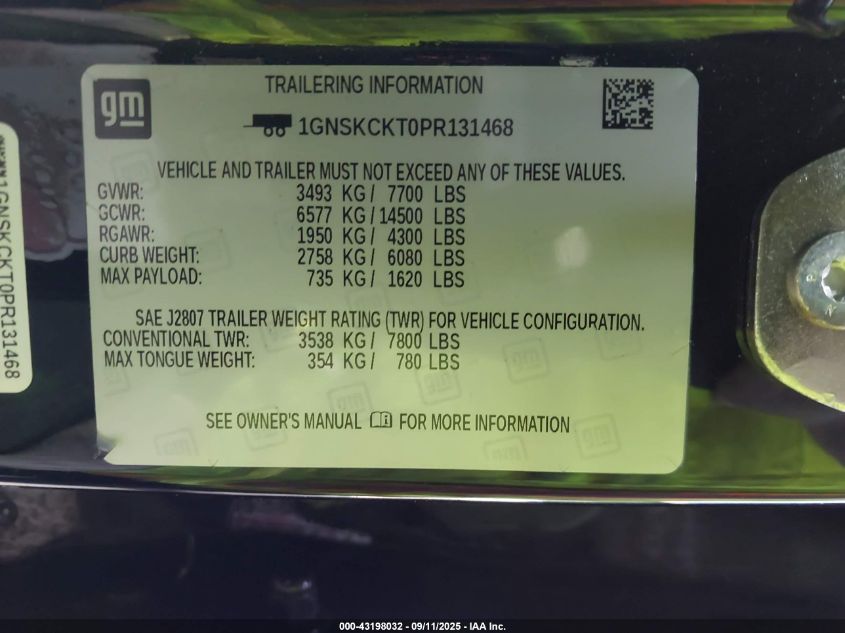 gm
TRAILERING INFORMATION
1GNSKCKT0PR131468
VEHICLE AND TRAILER MUST NOT EXCEED ANY OF THESE VALUES.
GVWR: 3493 KG / 7700 LBS
GCWR: 6577 KG / 14500 LBS
RGAWR: 1950 KG / 4300 LBS
CURB WEIGHT: 2758 KG / 6080 LBS
MAX PAYLOAD: 735 KG / 1620 LBS
SAE J2807 TRAILER WEIGHT RATING (TWR) FOR VEHICLE CONFIGURATION.
CONVENTIONAL TWR: 3538 KG / 7800 LBS
MAX TONGUE WEIGHT: 354 KG / 780 LBS
SEE OWNER'S MANUAL FOR MORE INFORMATION
1GNSKCKT0PR131468
000-43198032 - 09/11/2025 - IAA Inc.